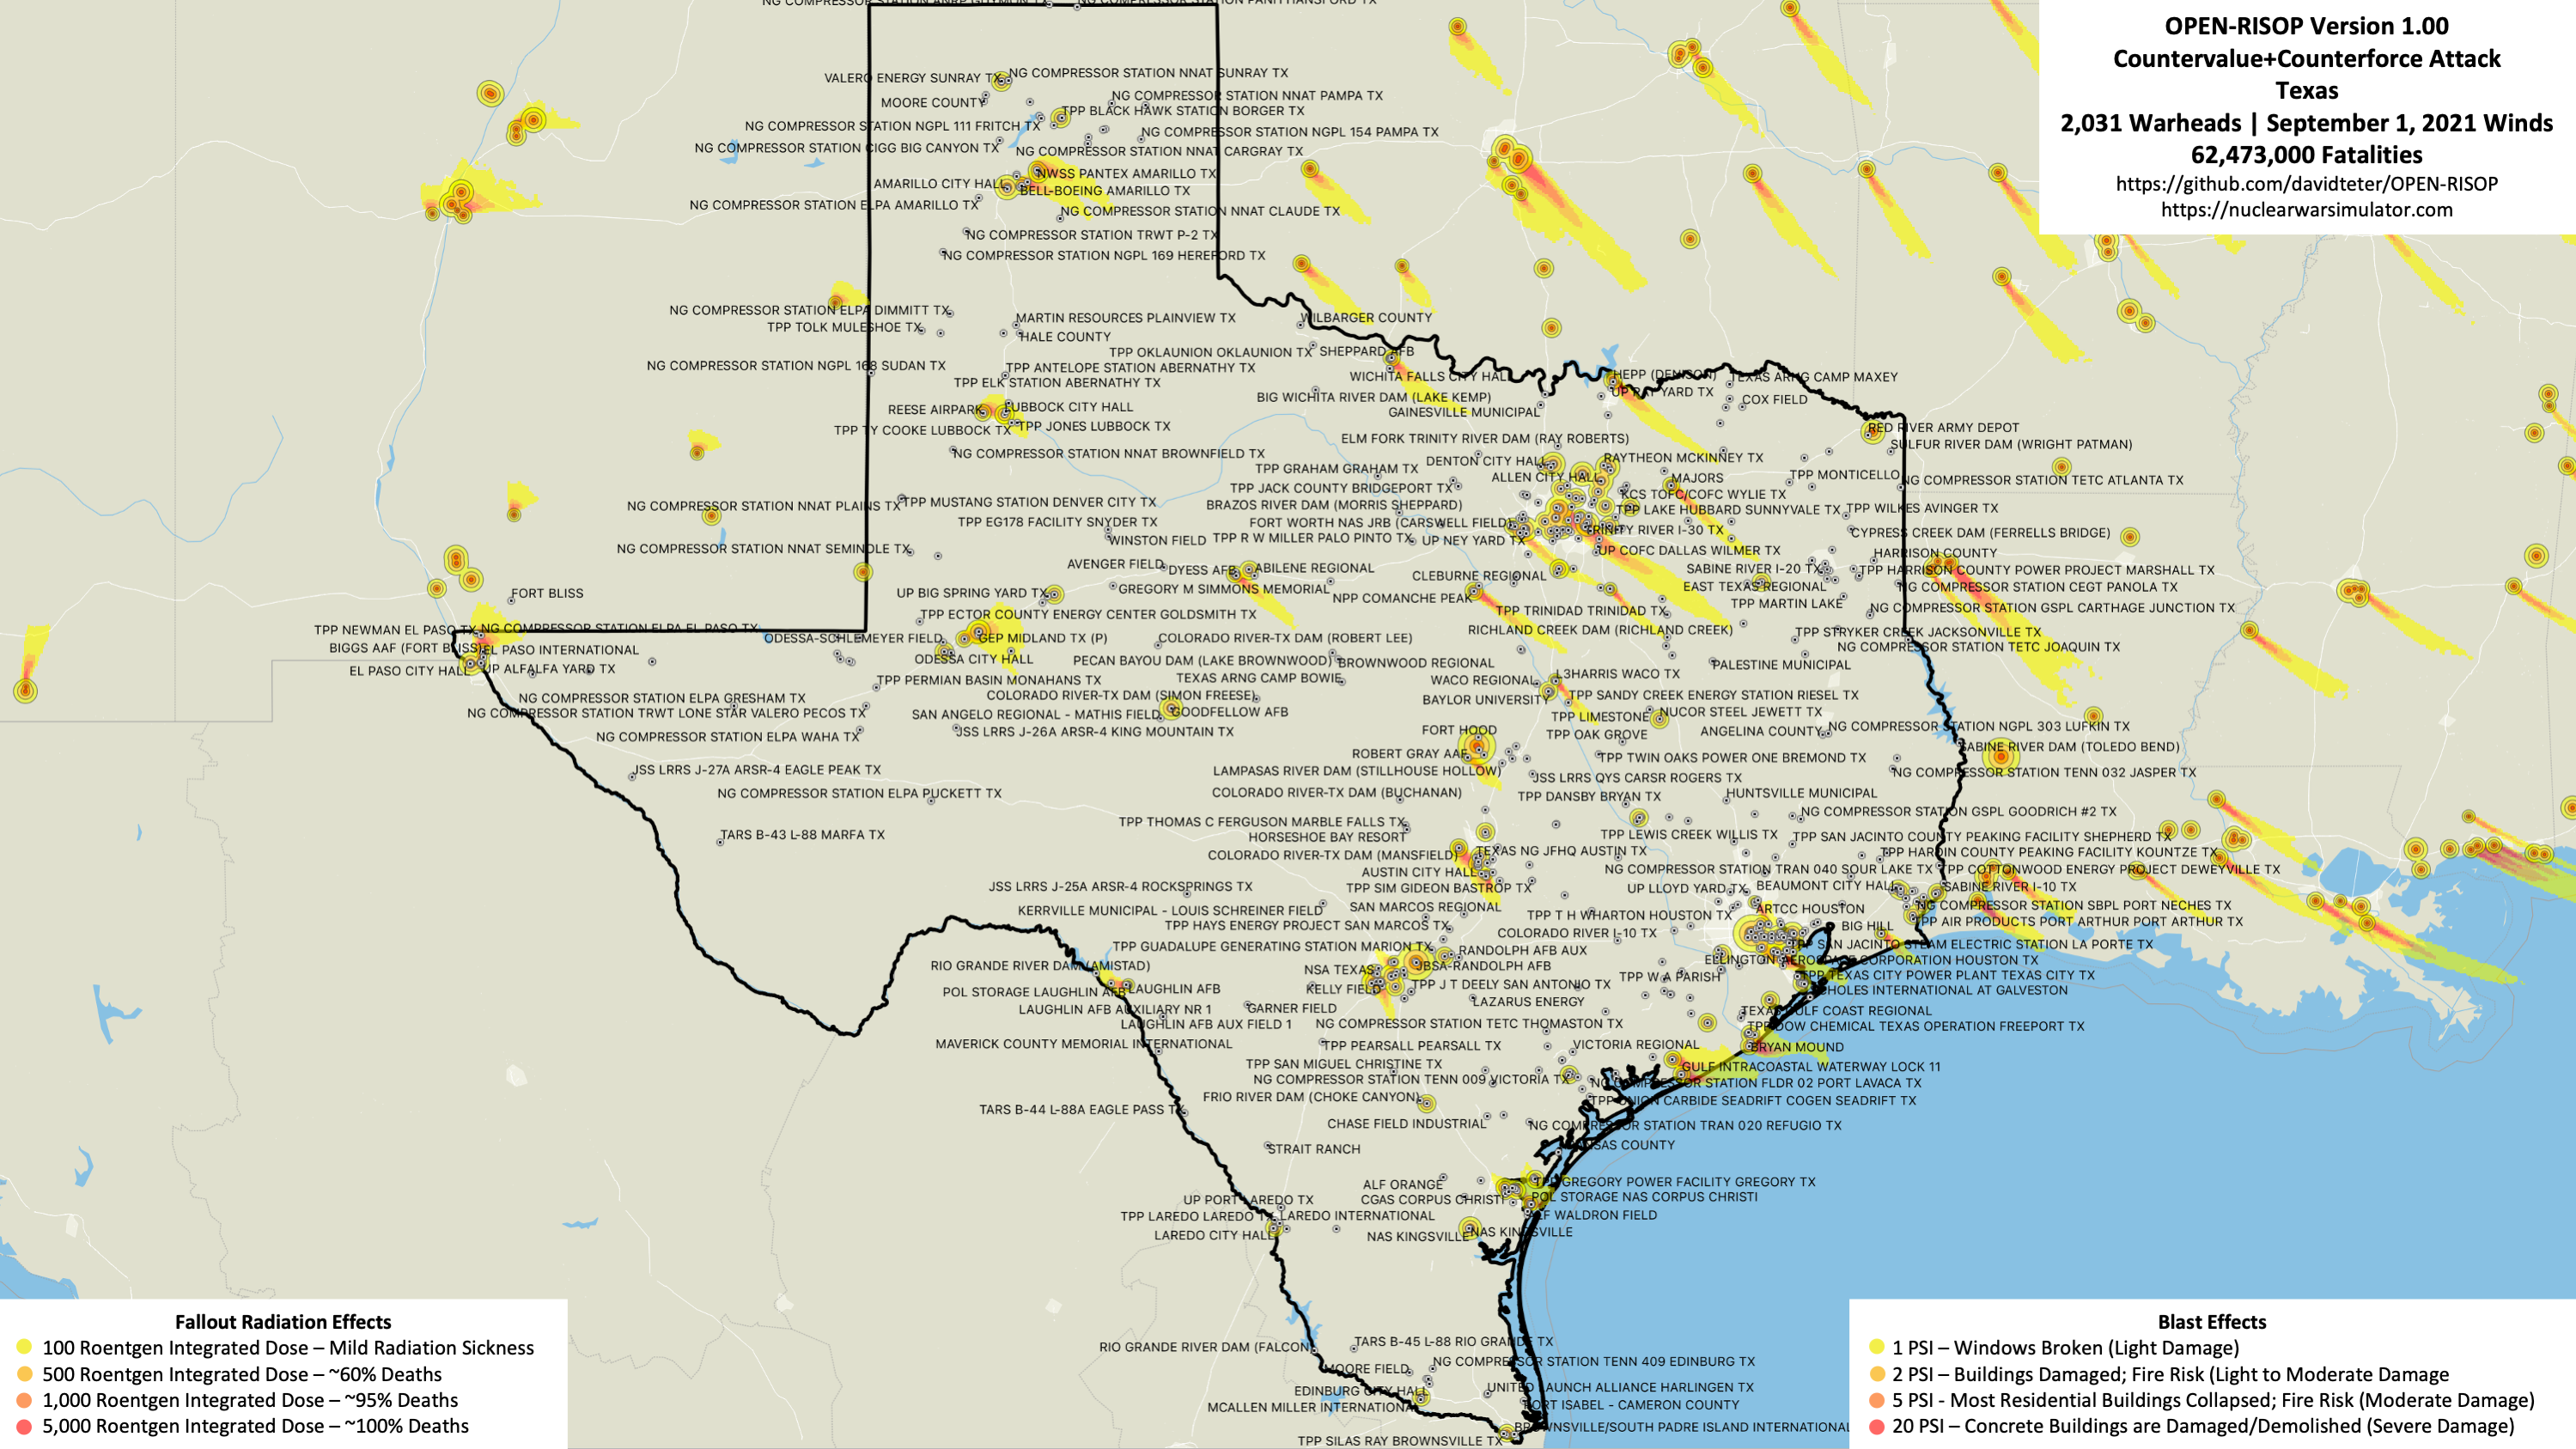 OPEN-RISOP Version 1.00
Countervalue+Counterforce Attack
Texas
2,031 Warheads | September 1, 2021 Winds
62,473,000 Fatalities
https://github.com/davidteter/OPEN-RISOP
https://nuclearwarsimulator.com
NG COMPRESSOR STATION ANRP GUYMON TX
NG COMPRESSOR STATION PANH HANSFORD TX
VALERO ENERGY SUNRAY TX
NG COMPRESSOR STATION NNAT SUNRAY TX
MOORE COUNTY
NG COMPRESSOR STATION NNAT PAMPA TX
TPP BLACK HAWK STATION BORGER TX
NG COMPRESSOR STATION NGPL 111 FRITCH TX
NG COMPRESSOR STATION NGPL 154 PAMPA TX
NG COMPRESSOR STATION CIGG BIG CANYON TX
NG COMPRESSOR STATION NNAT CARGRAY TX
NWSS PANTEX AMARILLO TX
AMARILLO CITY HALL
BELL-BOEING AMARILLO TX
NG COMPRESSOR STATION ELPA AMARILLO TX
NG COMPRESSOR STATION NNAT CLAUDE TX
NG COMPRESSOR STATION TRWT P-2 TX
NG COMPRESSOR STATION NGPL 169 HEREFORD TX
NG COMPRESSOR STATION ELPA DIMMITT TX
MARTIN RESOURCES PLAINVIEW TX
WILBARGER COUNTY
TPP TOLK MULESHOE TX
HALE COUNTY
TPP OKLAUNION OKLAUNION TX
SHEPPARD AFB
NG COMPRESSOR STATION NGPL 168 SUDAN TX
TPP ANTELOPE STATION ABERNATHY TX
WICHITA FALLS CITY HALL
HEPP (DENISON)
TEXAS ARNG CAMP MAXEY
TPP ELK STATION ABERNATHY TX
BIG WICHITA RIVER DAM (LAKE KEMP)
UP RAY YARD TX
COX FIELD
REESE AIRPARK
LUBBOCK CITY HALL
GAINESVILLE MUNICIPAL
TPP TY COOKE LUBBOCK TX
TPP JONES LUBBOCK TX
RED RIVER ARMY DEPOT
ELM FORK TRINITY RIVER DAM (RAY ROBERTS)
SULFUR RIVER DAM (WRIGHT PATMAN)
NG COMPRESSOR STATION NNAT BROWNFIELD TX
DENTON CITY HALL
RAYTHEON MCKINNEY TX
TPP GRAHAM GRAHAM TX
ALLEN CITY HALL
MAJORS
TPP MONTICELLO
NG COMPRESSOR STATION TETC ATLANTA TX
TPP JACK COUNTY BRIDGEPORT TX
KCS TOFC/COFC WYLIE TX
NG COMPRESSOR STATION NNAT PLAINS TX
TPP MUSTANG STATION DENVER CITY TX
BRAZOS RIVER DAM (MORRIS SHEPPARD)
TPP LAKE HUBBARD SUNNYVALE TX
TPP WILKES AVINGER TX
TPP EG178 FACILITY SNYDER TX
FORT WORTH NAS JRB (CARSWELL FIELD)
TRINITY RIVER I-30 TX
CYPRESS CREEK DAM (FERRELLS BRIDGE)
WINSTON FIELD
TPP R W MILLER PALO PINTO TX
UP NEY YARD TX
NG COMPRESSOR STATION NNAT SEMINOLE TX
UP COFC DALLAS WILMER TX
HARRISON COUNTY
AVENGER FIELD
DYESS AFB
ABILENE REGIONAL
CLEBURNE REGIONAL
SABINE RIVER I-20 TX
TPP HARRISON COUNTY POWER PROJECT MARSHALL TX
FORT BLISS
UP BIG SPRING YARD TX
GREGORY M SIMMONS MEMORIAL
NPP COMANCHE PEAK
EAST TEXAS REGIONAL
NG COMPRESSOR STATION CEGT PANOLA TX
TPP MARTIN LAKE
NG COMPRESSOR STATION GSPL CARTHAGE JUNCTION TX
TPP ECTOR COUNTY ENERGY CENTER GOLDSMITH TX
TPP TRINIDAD TRINIDAD TX
TPP NEWMAN EL PASO TX
NG COMPRESSOR STATION ELPA EL PASO TX
ODESSA-SCHLEMEYER FIELD
GEP MIDLAND TX (P)
COLORADO RIVER-TX DAM (ROBERT LEE)
RICHLAND CREEK DAM (RICHLAND CREEK)
TPP STRYKER CREEK JACKSONVILLE TX
BIGGS AAF (FORT BLISS)
EL PASO INTERNATIONAL
NG COMPRESSOR STATION TETC JOAQUIN TX
ODESSA CITY HALL
PECAN BAYOU DAM (LAKE BROWNWOOD)
BROWNWOOD REGIONAL
PALESTINE MUNICIPAL
EL PASO CITY HALL
UP ALFALFA YARD TX
TPP PERMIAN BASIN MONAHANS TX
TEXAS ARNG CAMP BOWIE
WACO REGIONAL
L3HARRIS WACO TX
NG COMPRESSOR STATION ELPA GRESHAM TX
COLORADO RIVER-TX DAM (SIMON FREESE)
BAYLOR UNIVERSITY
TPP SANDY CREEK ENERGY STATION RIESEL TX
NG COMPRESSOR STATION TRWT LONE STAR VALERO PECOS TX
SAN ANGELO REGIONAL - MATHIS FIELD
GOODFELLOW AFB
TPP LIMESTONE
NUCOR STEEL JEWETT TX
NG COMPRESSOR STATION ELPA WAHA TX
JSS LRRS J-26A ARSR-4 KING MOUNTAIN TX
FORT HOOD
TPP OAK GROVE
ANGELINA COUNTY
NG COMPRESSOR STATION NGPL 303 LUFKIN TX
ROBERT GRAY AAF
TPP TWIN OAKS POWER ONE BREMOND TX
SABINE RIVER DAM (TOLEDO BEND)
JSS LRRS J-27A ARSR-4 EAGLE PEAK TX
LAMPASAS RIVER DAM (STILLHOUSE HOLLOW)
JSS LRRS QYS CARSR ROGERS TX
NG COMPRESSOR STATION TENN 032 JASPER TX
NG COMPRESSOR STATION ELPA PUCKETT TX
COLORADO RIVER-TX DAM (BUCHANAN)
TPP DANSBY BRYAN TX
HUNTSVILLE MUNICIPAL
NG COMPRESSOR STATION GSPL GOODRICH #2 TX
TARS B-43 L-88 MARFA TX
TPP THOMAS C FERGUSON MARBLE FALLS TX
HORSESHOE BAY RESORT
TPP LEWIS CREEK WILLIS TX
TPP SAN JACINTO COUNTY PEAKING FACILITY SHEPHERD TX
COLORADO RIVER-TX DAM (MANSFIELD)
TEXAS NG JFHQ AUSTIN TX
TPP HARDIN COUNTY PEAKING FACILITY KOUNTZE TX
AUSTIN CITY HALL
NG COMPRESSOR STATION TRAN 040 SOUR LAKE TX
TPP COTTONWOOD ENERGY PROJECT DEWEYVILLE TX
JSS LRRS J-25A ARSR-4 ROCKSPRINGS TX
TPP SIM GIDEON BASTROP TX
UP LLOYD YARD TX
BEAUMONT CITY HALL
SABINE RIVER I-10 TX
KERRVILLE MUNICIPAL - LOUIS SCHREINER FIELD
SAN MARCOS REGIONAL
TPP T H WHARTON HOUSTON TX
ARTCC HOUSTON
NG COMPRESSOR STATION SBPL PORT NECHES TX
TPP HAYS ENERGY PROJECT SAN MARCOS TX
COLORADO RIVER I-10 TX
BIG HILL
TPP AIR PRODUCTS PORT ARTHUR PORT ARTHUR TX
TPP GUADALUPE GENERATING STATION MARION TX
RANDOLPH AFB AUX
TPP SAN JACINTO STEAM ELECTRIC STATION LA PORTE TX
RIO GRANDE RIVER DAM (AMISTAD)
NSA TEXAS
JBSA-RANDOLPH AFB
ELLINGTON
AEROSPACE CORPORATION HOUSTON TX
POL STORAGE LAUGHLIN AFB
LAUGHLIN AFB
KELLY FIELD
TPP J T DEELY SAN ANTONIO TX
TPP W A PARISH
TPP TEXAS CITY POWER PLANT TEXAS CITY TX
SCHOLES INTERNATIONAL AT GALVESTON
LAUGHLIN AFB AUXILIARY NR 1
GARNER FIELD
LAZARUS ENERGY
TEXAS GULF COAST REGIONAL
LAUGHLIN AFB AUX FIELD 1
NG COMPRESSOR STATION TETC THOMASTON TX
TPP DOW CHEMICAL TEXAS OPERATION FREEPORT TX
MAVERICK COUNTY MEMORIAL INTERNATIONAL
TPP PEARSALL PEARSALL TX
VICTORIA REGIONAL
BRYAN MOUND
TPP SAN MIGUEL CHRISTINE TX
GULF INTRACOASTAL WATERWAY LOCK 11
NG COMPRESSOR STATION TENN 009 VICTORIA TX
NG COMPRESSOR STATION FLDR 02 PORT LAVACA TX
FRIO RIVER DAM (CHOKE CANYON)
TPP UNION CARBIDE SEADRIFT COGEN SEADRIFT TX
TARS B-44 L-88A EAGLE PASS TX
CHASE FIELD INDUSTRIAL
NG COMPRESSOR STATION TRAN 020 REFUGIO TX
STRAIT RANCH
COUNTY
ALF ORANGE
TPP GREGORY POWER FACILITY GREGORY TX
UP PORT LAREDO TX
CGAS CORPUS CHRISTI
POL STORAGE NAS CORPUS CHRISTI
TPP LAREDO LAREDO TX
LAREDO INTERNATIONAL
ALF WALDRON FIELD
LAREDO CITY HALL
NAS KINGSVILLE
NAS KINGSVILLE
RIO GRANDE RIVER DAM (FALCON)
TARS B-45 L-88 RIO GRANDE TX
MOORE FIELD
NG COMPRESSOR STATION TENN 409 EDINBURG TX
EDINBURG CITY HALL
UNITED LAUNCH ALLIANCE HARLINGEN TX
MCALLEN MILLER INTERNATIONAL
PORT ISABEL - CAMERON COUNTY
BROWNSVILLE/SOUTH PADRE ISLAND INTERNATIONAL
TPP SILAS RAY BROWNSVILLE TX
Fallout Radiation Effects
100 Roentgen Integrated Dose – Mild Radiation Sickness
500 Roentgen Integrated Dose – ~60% Deaths
1,000 Roentgen Integrated Dose – ~95% Deaths
5,000 Roentgen Integrated Dose – ~100% Deaths
Blast Effects
1 PSI – Windows Broken (Light Damage)
2 PSI – Buildings Damaged; Fire Risk (Light to Moderate Damage
5 PSI - Most Residential Buildings Collapsed; Fire Risk (Moderate Damage)
20 PSI – Concrete Buildings are Damaged/Demolished (Severe Damage)